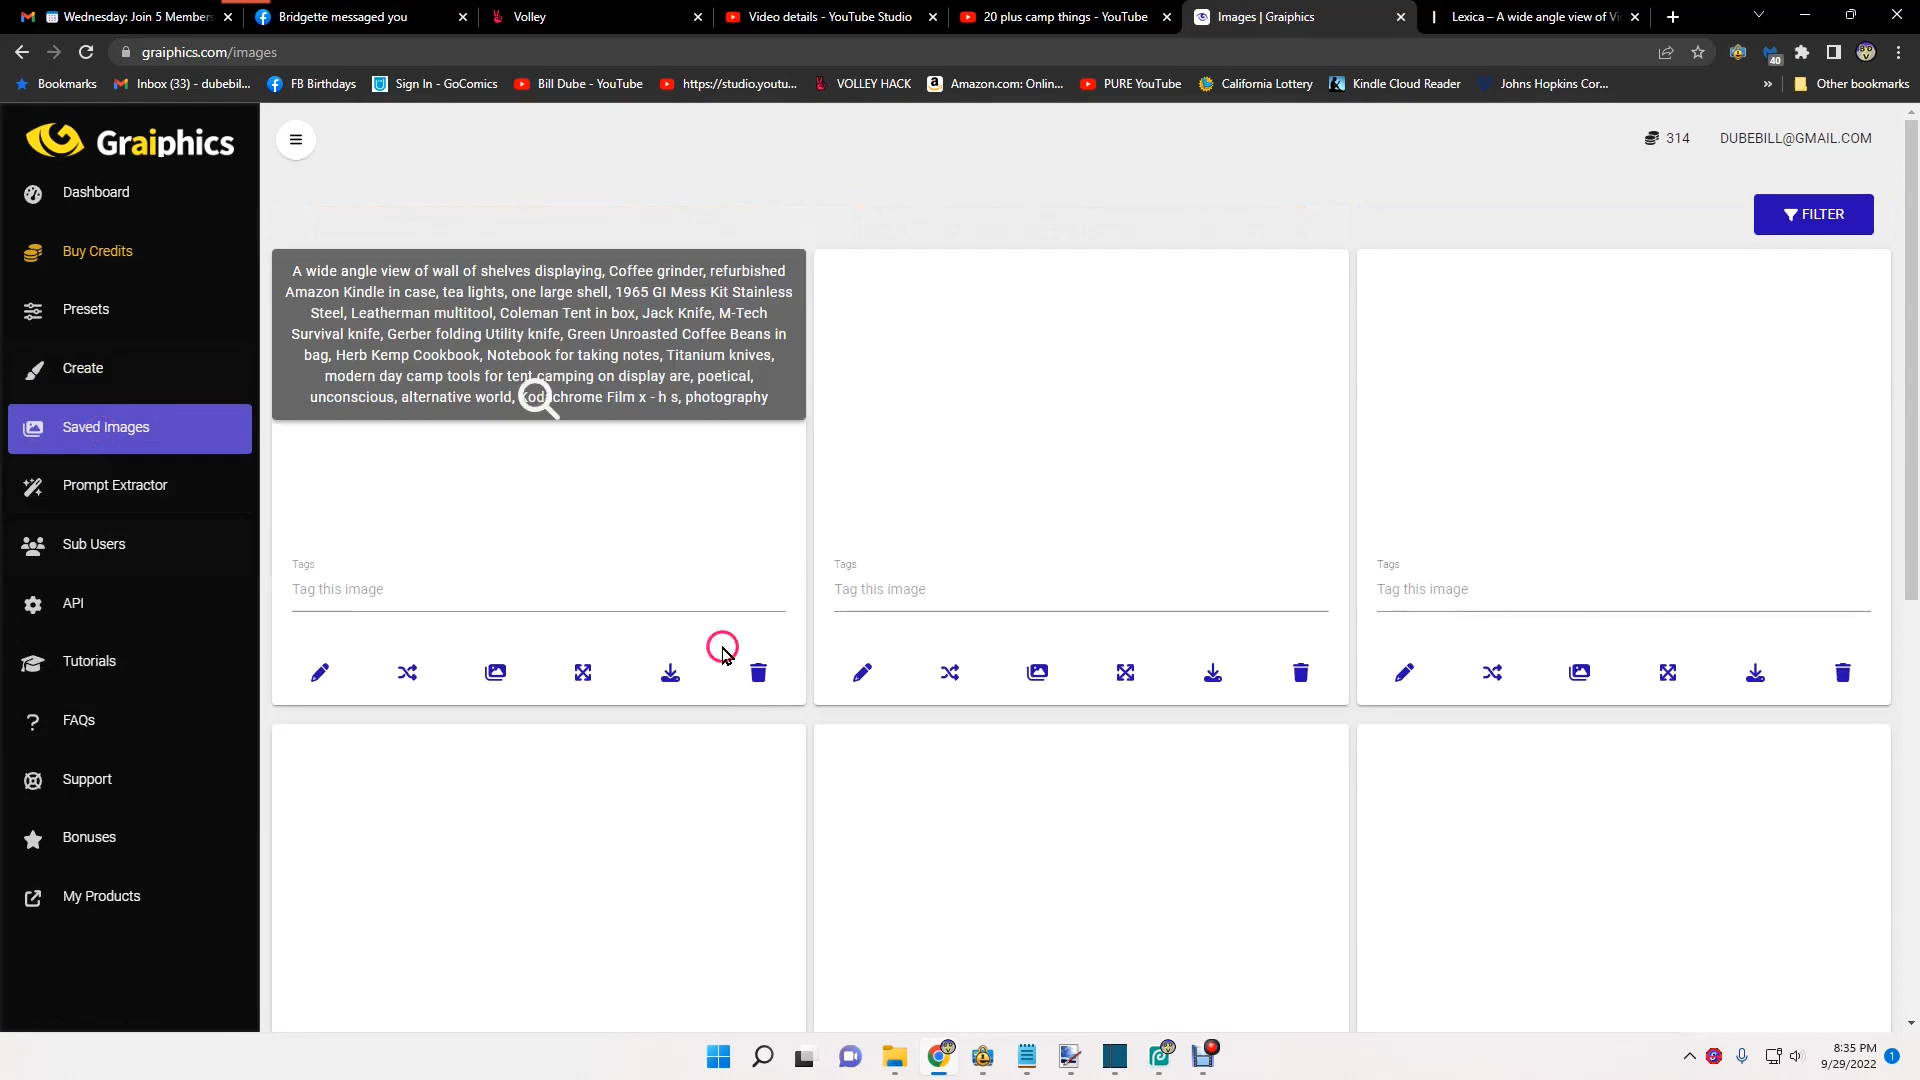 Wednesday: Join 5 Members
Bridgette messaged you
Volley
Video details - YouTube Studio
20 plus camp things - YouTube
Images | Graiphics
Lexica – A wide angle view of Vi
graiphics.com/images
40
Bookmarks
Inbox (33) - dubebil...
FB Birthdays
Sign In - GoComics
Bill Dube - YouTube
https://studio.youtu...
VOLLEY HACK
Amazon.com: Onlin...
PURE YouTube
California Lottery
Kindle Cloud Reader
Johns Hopkins Cor...
»
Other bookmarks
Graiphics
314
DUBEBILL@GMAIL.COM
Dashboard
Buy Credits
Presets
Create
Saved Images
Prompt Extractor
Sub Users
API
Tutorials
FAQs
Support
Bonuses
My Products
FILTER
A wide angle view of wall of shelves displaying, Coffee grinder, refurbished
Amazon Kindle in case, tea lights, one large shell, 1965 GI Mess Kit Stainless
Steel, Leatherman multitool, Coleman Tent in box, Jack Knife, M-Tech
Survival knife, Gerber folding Utility knife, Green Unroasted Coffee Beans in
bag, Herb Kemp Cookbook, Notebook for taking notes, Titanium knives,
modern day camp tools for tent camping on display are, poetical,
unconscious, alternative world, Kodachrome Film x - h s, photography
Tags
Tag this image
Tags
Tag this image
Tags
Tag this image
8:35 PM
9/29/2022
1